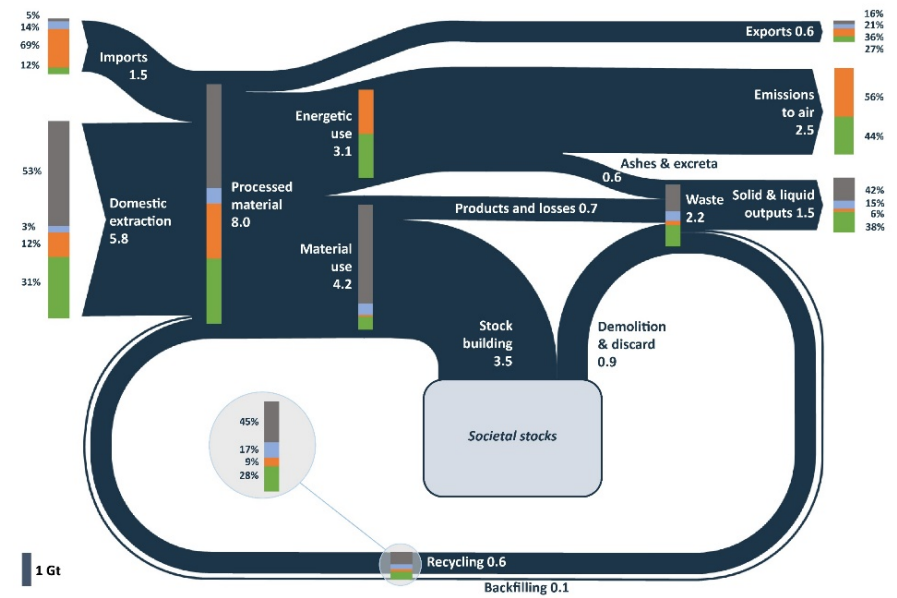 5%
14%
69%
12%
Imports
1.5
Exports 0.6
16%
21%
36%
27%
53%
3%
12%
31%
Domestic
extraction
5.8
Processed
material
8.0
Energetic
use
3.1
Emissions
to air
2.5
56%
44%
Ashes & excreta
0.6
Products and losses 0.7
Waste
2.2
Solid & liquid
outputs 1.5
42%
15%
6%
38%
Material
use
4.2
Stock
building
3.5
Demolition
& discard
0.9
Societal stocks
45%
17%
9%
28%
Recycling 0.6
Backfilling 0.1
1 Gt